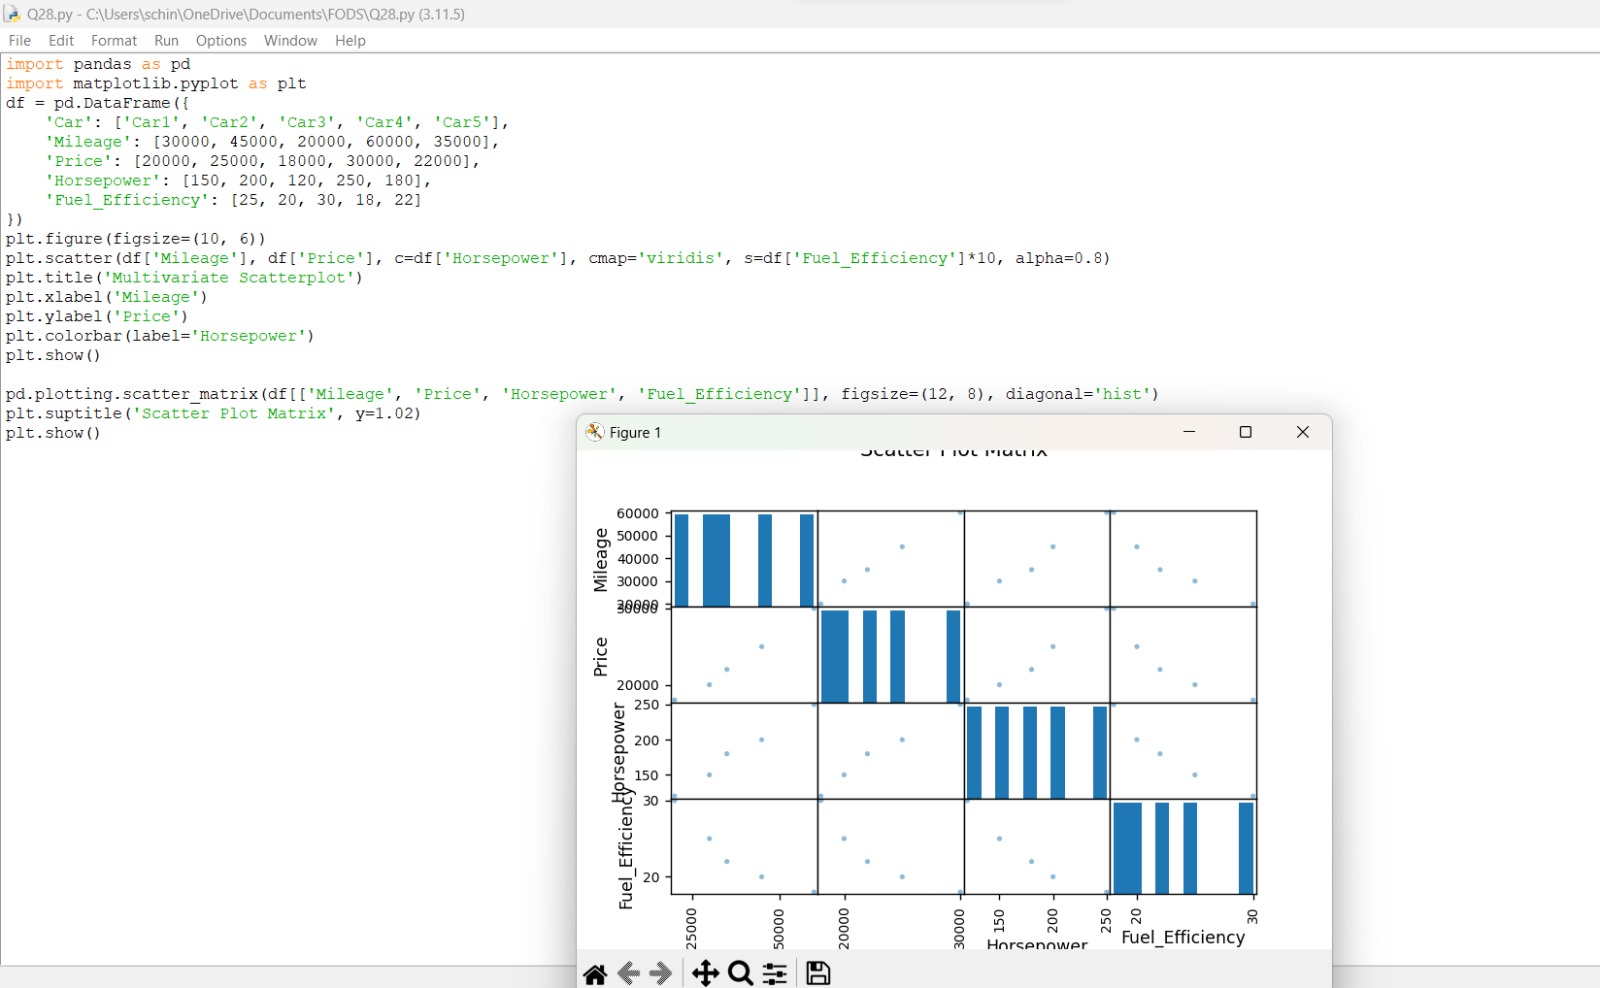 Q28.py - C:\Users\schin\OneDrive\Documents\FODS\Q28.py (3.11.5)
File Edit Format Run Options Window Help
import pandas as pd
import matplotlib.pyplot as plt
df = pd.DataFrame({
    'Car': ['Car1', 'Car2', 'Car3', 'Car4', 'Car5'],
    'Mileage': [30000, 45000, 20000, 60000, 35000],
    'Price': [20000, 25000, 18000, 30000, 22000],
    'Horsepower': [150, 200, 120, 250, 180],
    'Fuel_Efficiency': [25, 20, 30, 18, 22]
})
plt.figure(figsize=(10, 6))
plt.scatter(df['Mileage'], df['Price'], c=df['Horsepower'], cmap='viridis', s=df['Fuel_Efficiency']*10, alpha=0.8)
plt.title('Multivariate Scatterplot')
plt.xlabel('Mileage')
plt.ylabel('Price')
plt.colorbar(label='Horsepower')
plt.show()
pd.plotting.scatter_matrix(df[['Mileage', 'Price', 'Horsepower', 'Fuel_Efficiency']], figsize=(12, 8), diagonal='hist')
plt.suptitle('Scatter Plot Matrix', y=1.02)
plt.show()
Figure 1
Scatter Plot Matrix
Mileage
60000
50000
40000
30000
20000
Price
30000
20000
Horsepower
250
200
150
Fuel_Efficiency
30
20
25000
50000
20000
30000
150
200
250
20
30
Horsepower
Fuel_Efficiency